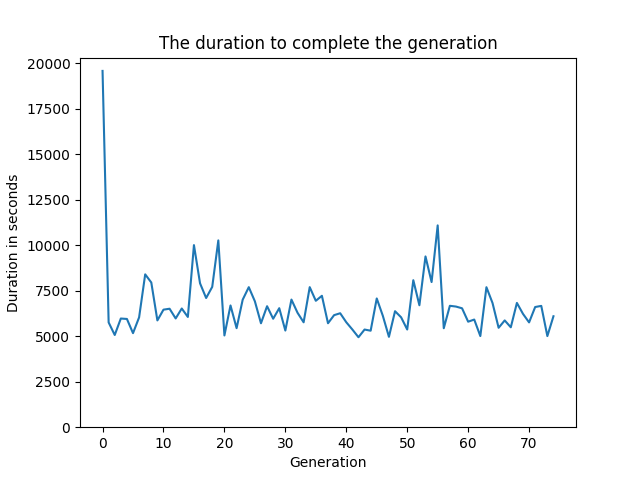 The duration to complete the generation
20000
17500
15000
12500
10000
7500
5000
2500
0
Duration in seconds
0 10 20 30 40 50 60 70
Generation